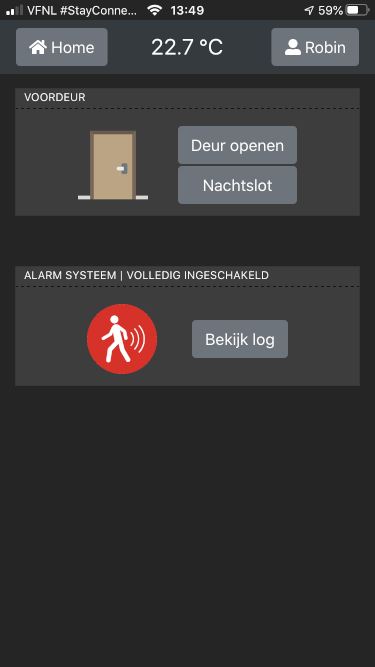 VFNL #StayConne... 13:49 59%
Home 22.7 °C Robin
VOORDEUR
Deur openen
Nachtslot
ALARM SYSTEEM | VOLLEDIG INGESCHAKELD
Bekijk log